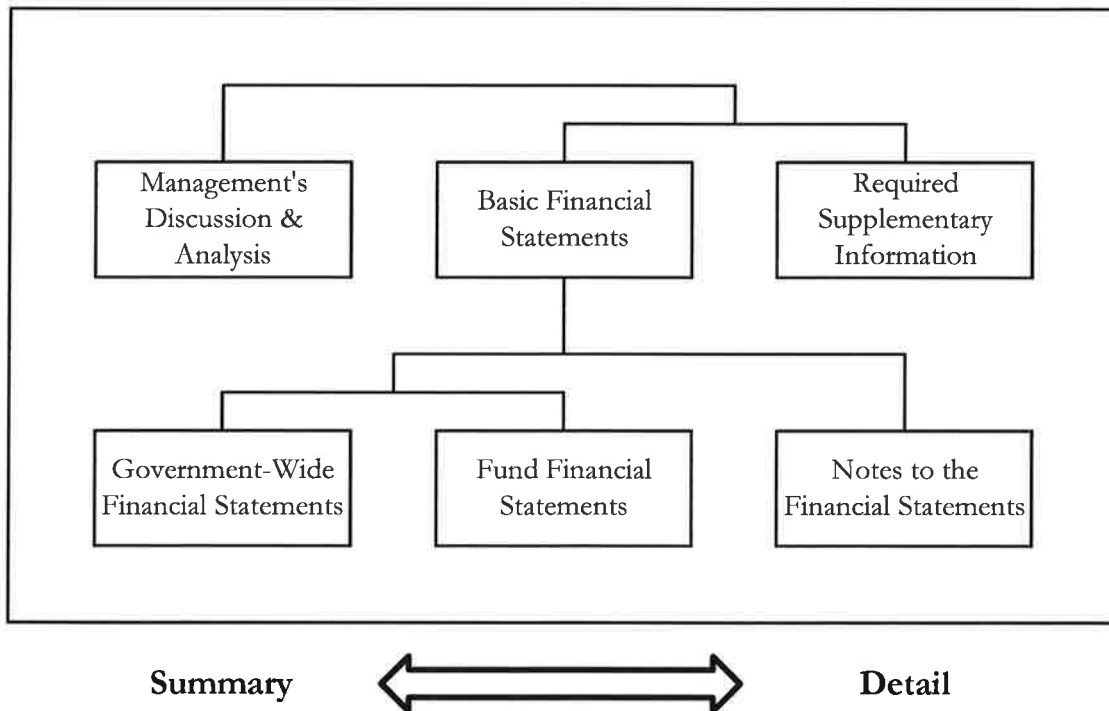 Management's
Discussion &
Analysis
Basic Financial
Statements
Required
Supplementary
Information
Government-Wide
Financial Statements
Fund Financial
Statements
Notes to the
Financial Statements
Summary
Detail